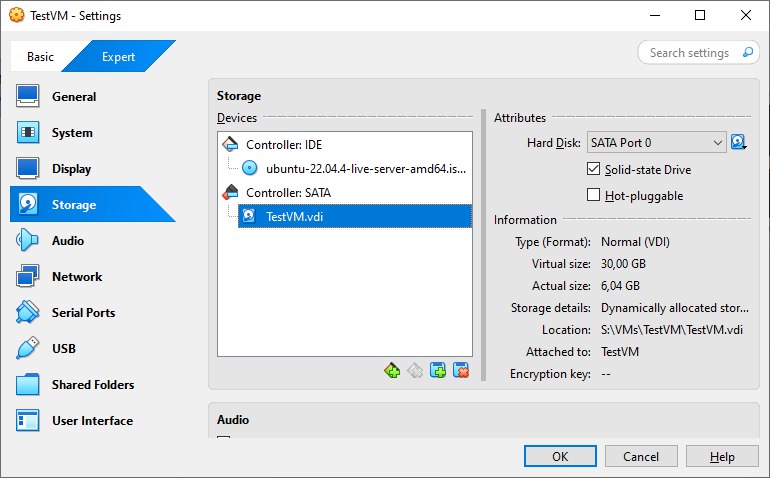 TestVM - Settings
Basic
Expert
Search settings
General
System
Display
Storage
Audio
Network
Serial Ports
USB
Shared Folders
User Interface
Storage
Devices
Controller: IDE
ubuntu-22.04.4-live-server-amd64.is...
Controller: SATA
TestVM.vdi
Attributes
Hard Disk: SATA Port 0
Solid-state Drive
Hot-pluggable
Information
Type (Format): Normal (VDI)
Virtual size: 30,00 GB
Actual size: 6,04 GB
Storage details: Dynamically allocated stor...
Location: S:\VMs\TestVM\TestVM.vdi
Attached to: TestVM
Encryption key: --
Audio
OK
Cancel
Help